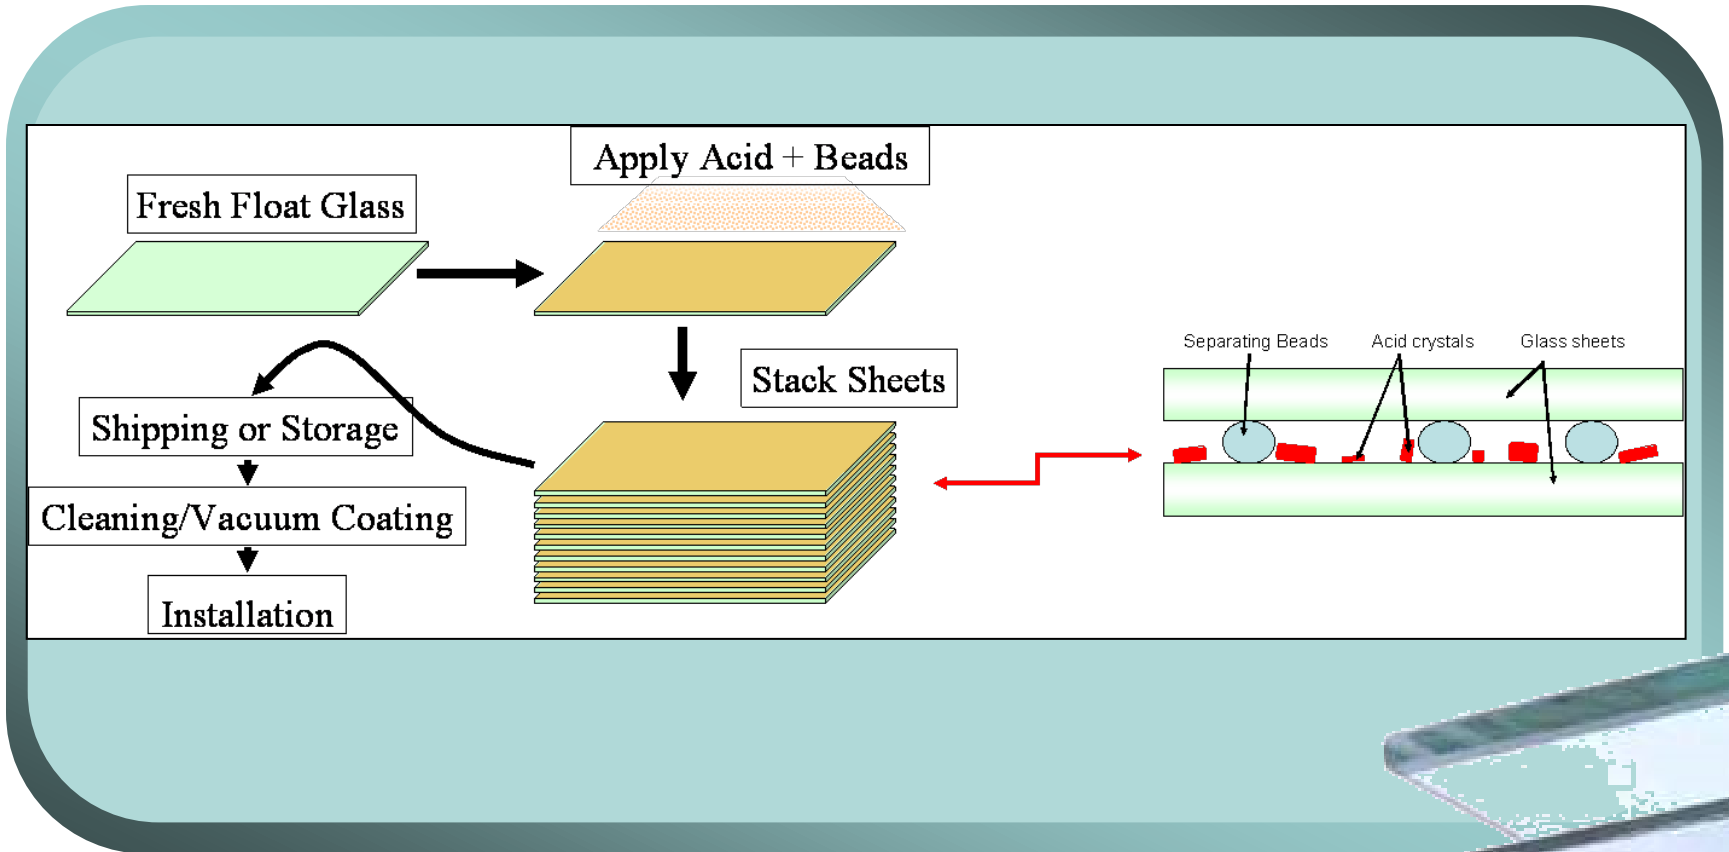 Apply Acid + Beads
Fresh Float Glass
Stack Sheets
Shipping or Storage
Cleaning/Vacuum Coating
Installation
Separating Beads
Acid crystals
Glass sheets